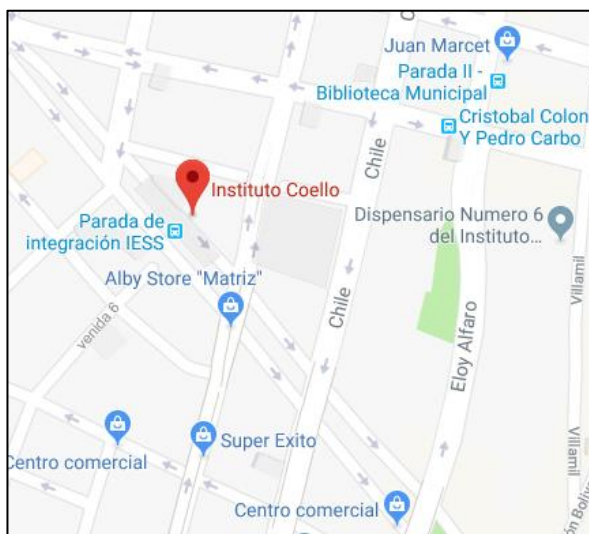 Juan Marcet
Parada II -
Biblioteca Municipal
Cristobal Colon
Y Pedro Carbo
Chile
Instituto Coello
Dispensario Numero 6
del Instituto...
Parada de
integración IESS
Alby Store "Matriz"
Villamil
Chile
Eloy Alfaro
venida 6
Super Exito
Centro comercial
Villamil
Centro comercial
ón Boliv